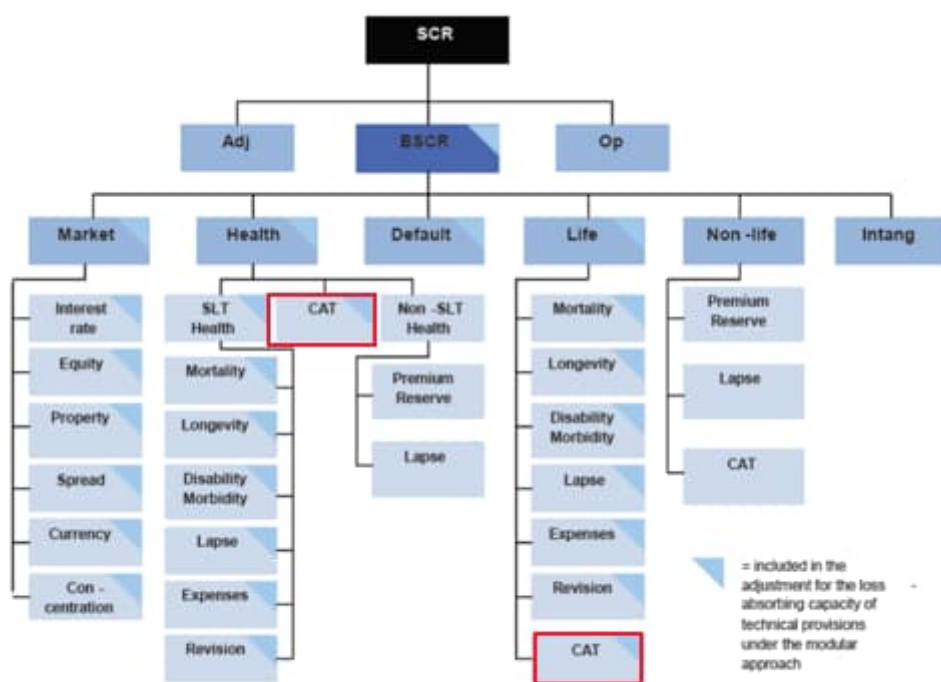 SCR
Adj
BSCR
Op
Market
Health
Default
Life
Non -life
Intang
Interest
rate
Equity
Property
Spread
Currency
Con -
centration
SLT
Health
CAT
Non -SLT
Health
Mortality
Longevity
Disability
Morbidity
Lapse
Expenses
Revision
Premium
Reserve
Lapse
Mortality
Longevity
Disability
Morbidity
Lapse
Expenses
Revision
CAT
Premium
Reserve
Lapse
CAT
= included in the
adjustment for the loss -
absorbing capacity of
technical provisions
under the modular
approach